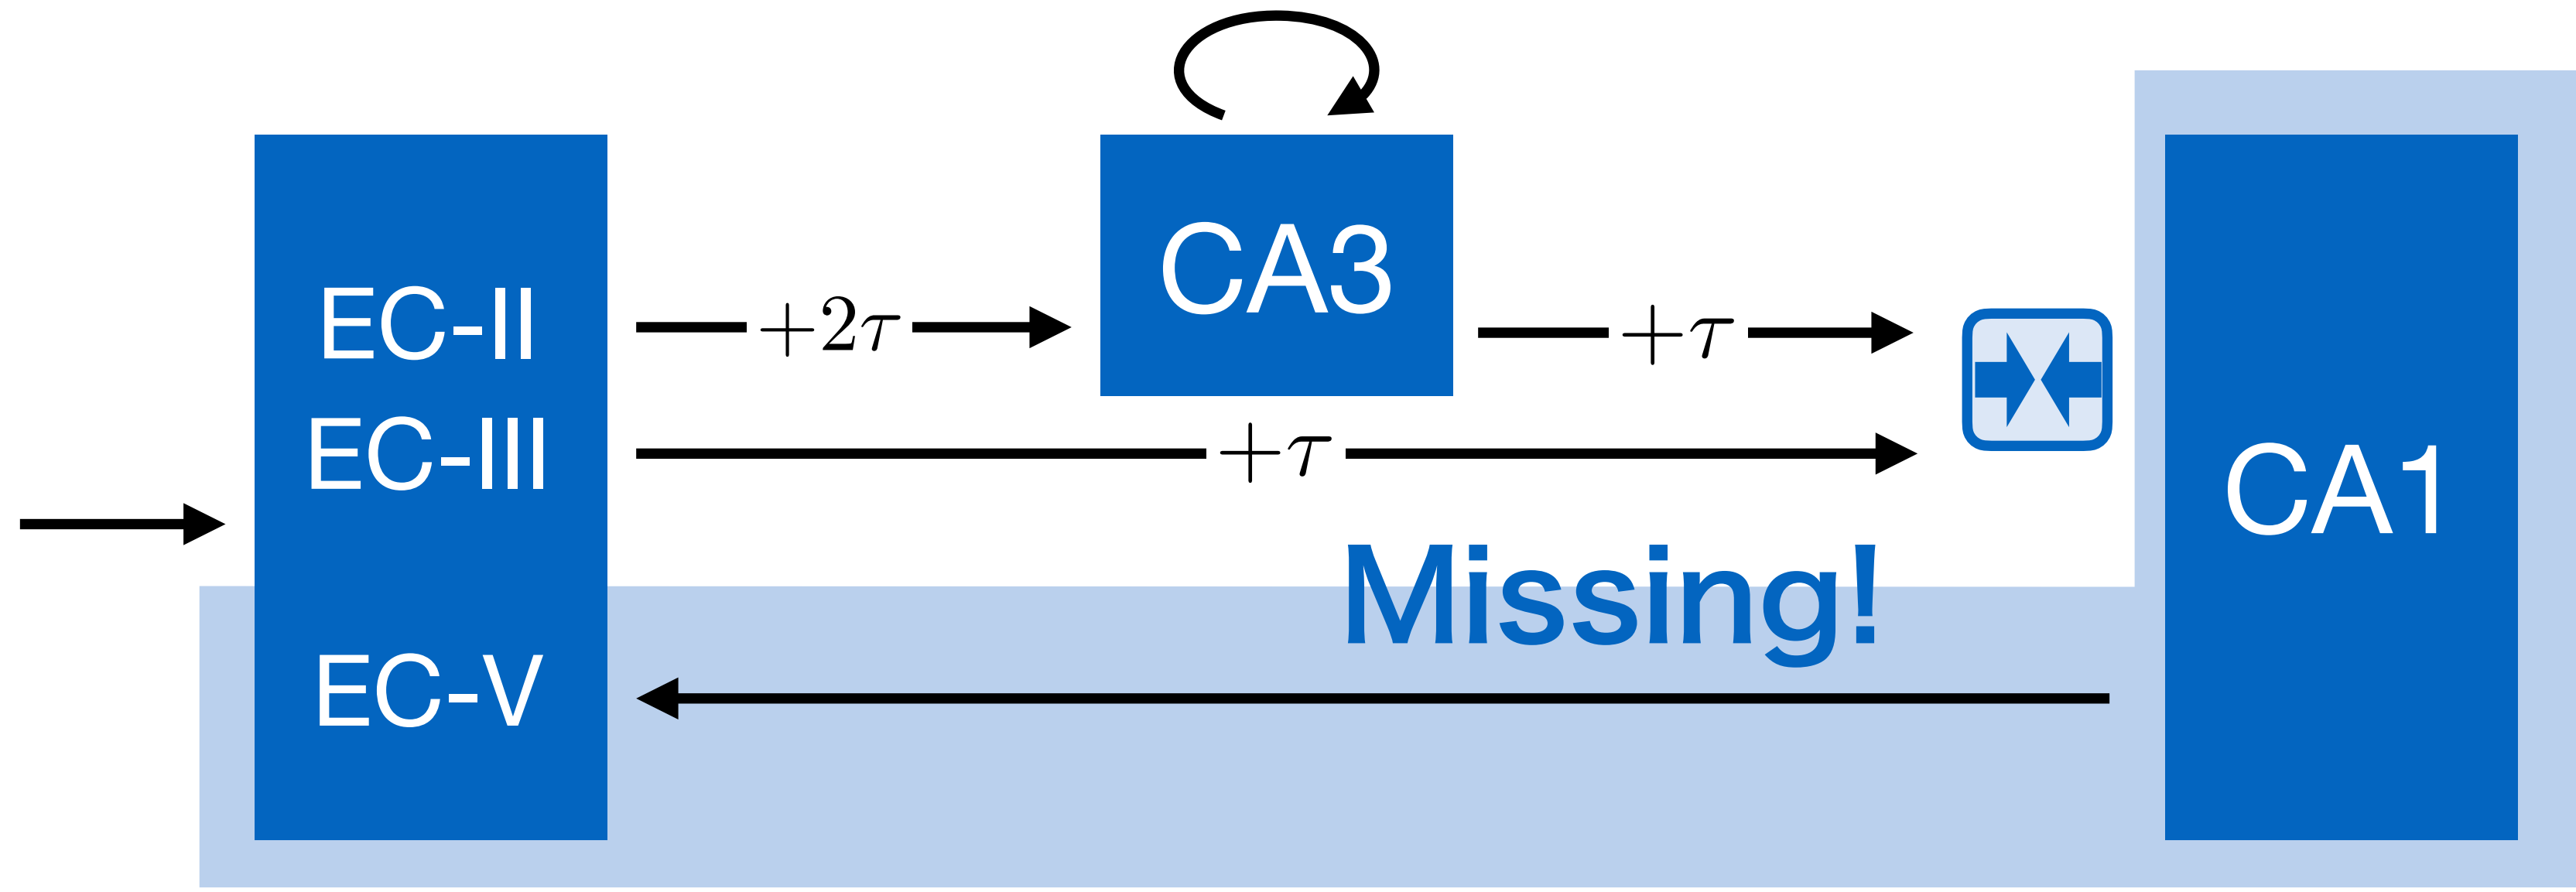 CA3
EC-II
+2τ
+τ
EC-III
+τ
CA1
Missing!
EC-V